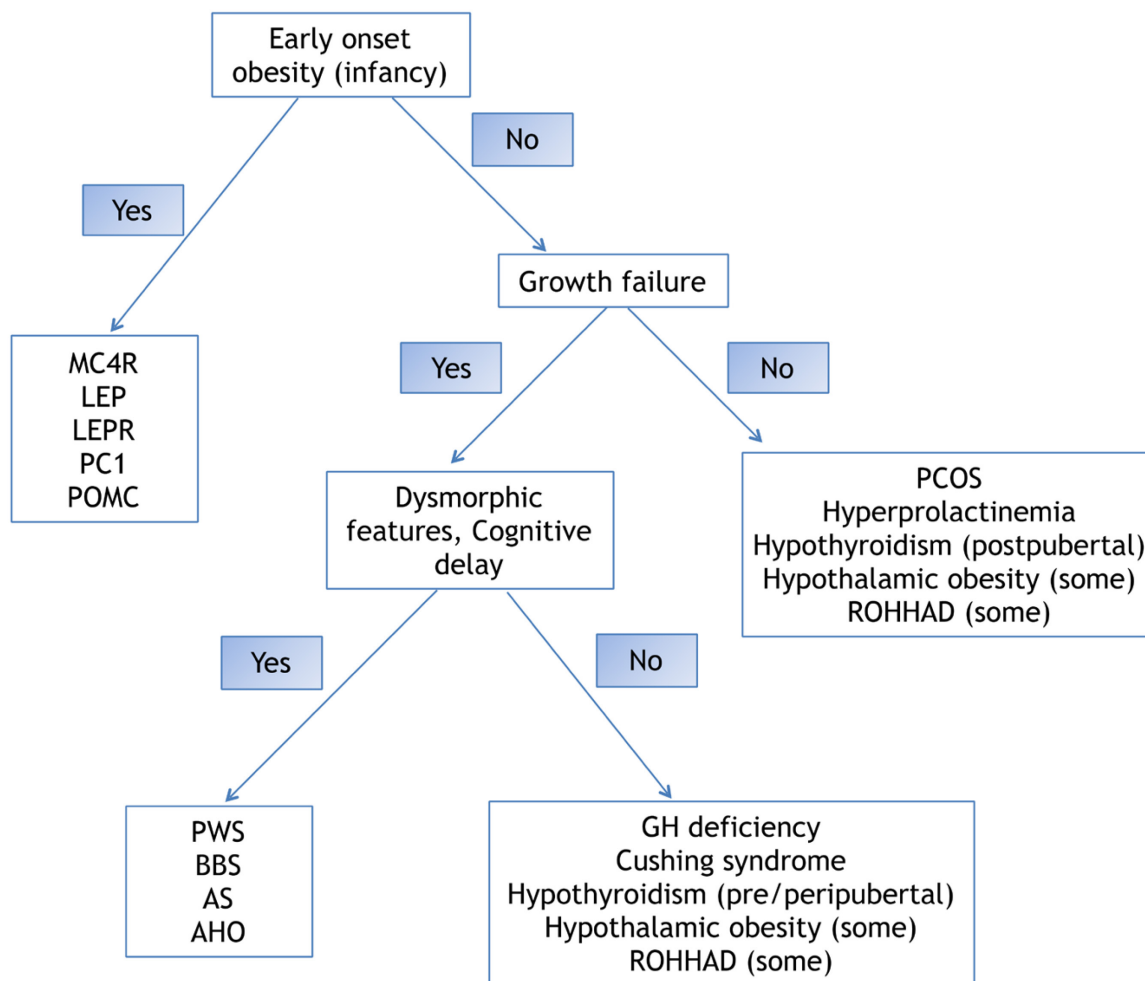 Early onset
obesity (infancy)
No
Yes
Growth failure
MC4R
LEP
LEPR
PC1
POMC
Yes
No
Dysmorphic
features, Cognitive
delay
PCOS
Hyperprolactinemia
Hypothyroidism (postpubertal)
Hypothalamic obesity (some)
ROHHAD (some)
Yes
No
PWS
BBS
AS
AHO
GH deficiency
Cushing syndrome
Hypothyroidism (pre/peripubertal)
Hypothalamic obesity (some)
ROHHAD (some)